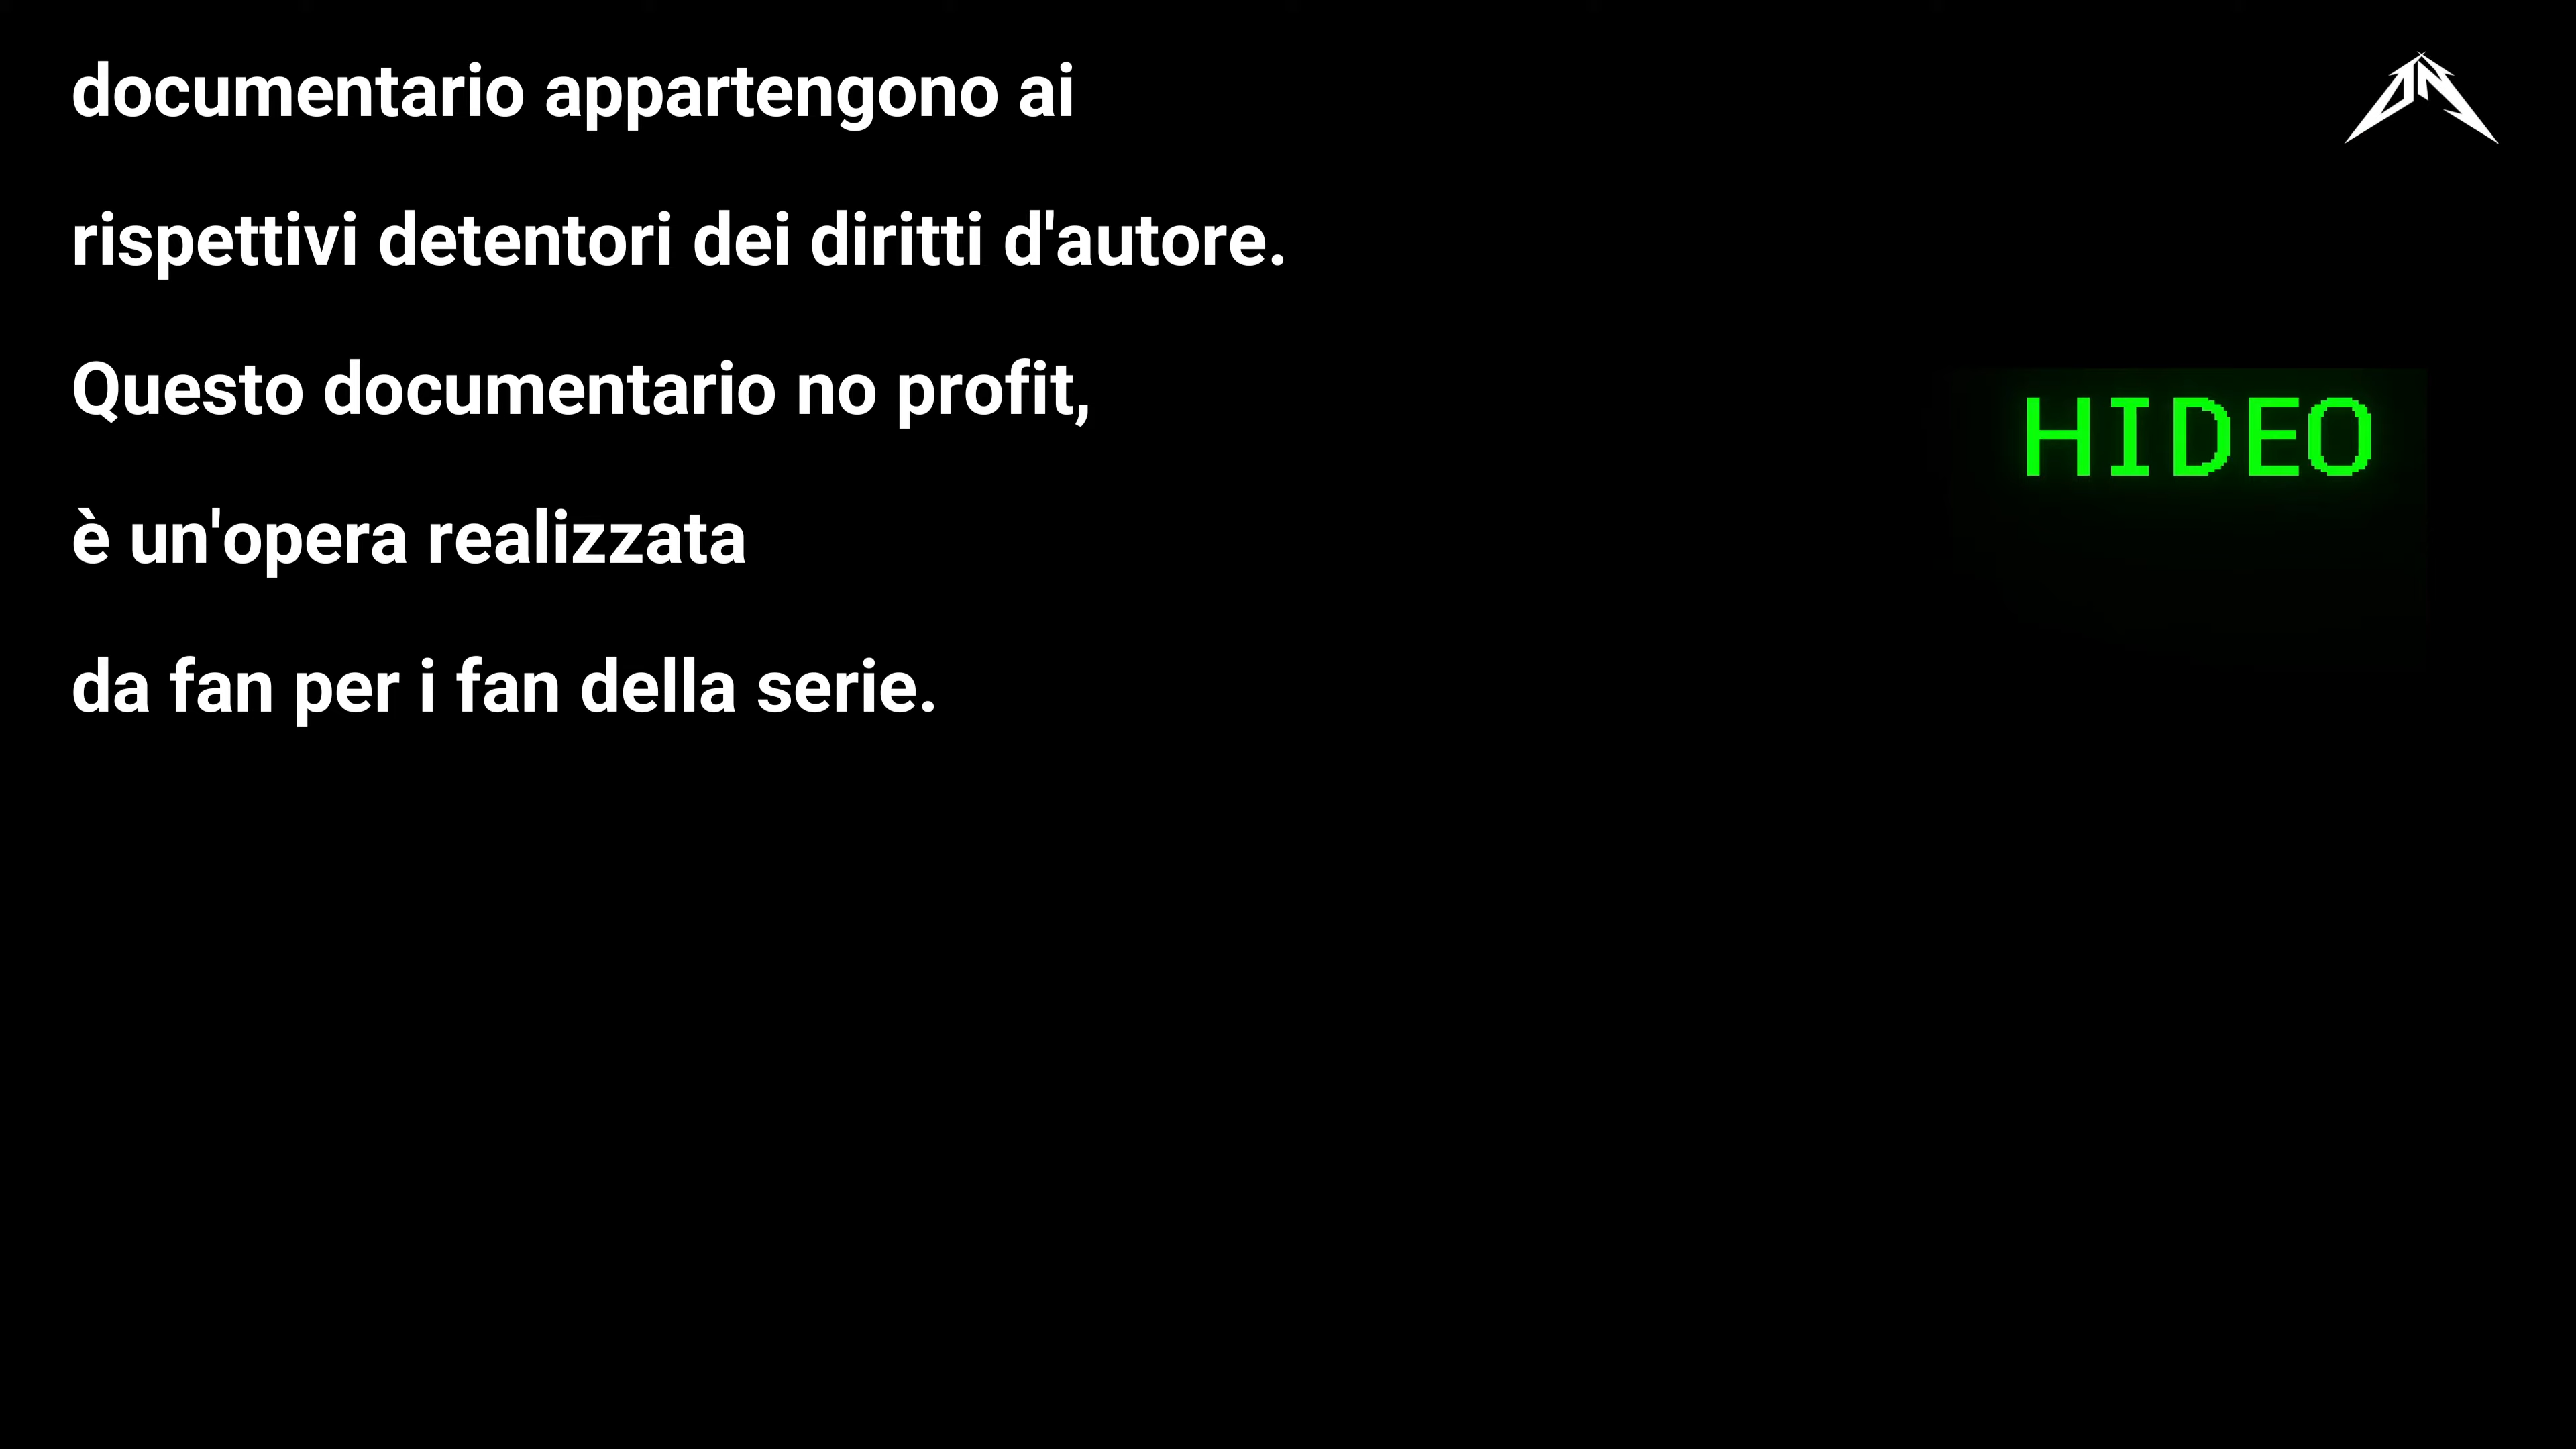 documentario appartengono ai
rispettivi detentori dei diritti d'autore.
Questo documentario no profit,
è un'opera realizzata
da fan per i fan della serie.
HIDEO